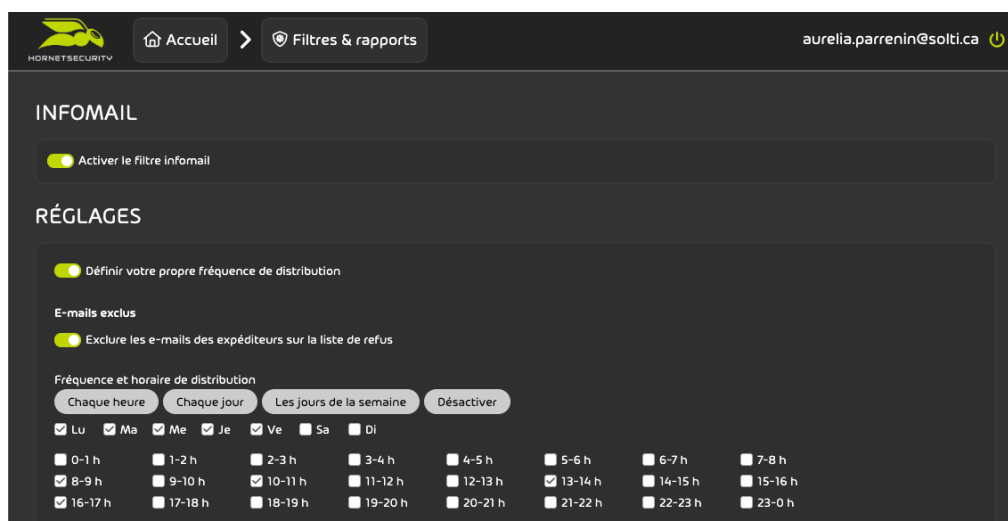 HORNETSECURITY
Accueil
Filtres & rapports
aurelia.parrenin@solti.ca
INFOMAIL
Activer le filtre infomail
RÉGLAGES
Définir votre propre fréquence de distribution
E-mails exclus
Exclure les e-mails des expéditeurs sur la liste de refus
Fréquence et horaire de distribution
Chaque heure Chaque jour Les jours de la semaine Désactiver
Lu Ma Me Je Ve Sa Di
0-1 h 1-2 h 2-3 h 3-4 h 4-5 h 5-6 h 6-7 h 7-8 h
8-9 h 9-10 h 10-11 h 11-12 h 12-13 h 13-14 h 14-15 h 15-16 h
16-17 h 17-18 h 18-19 h 19-20 h 20-21 h 21-22 h 22-23 h 23-0 h